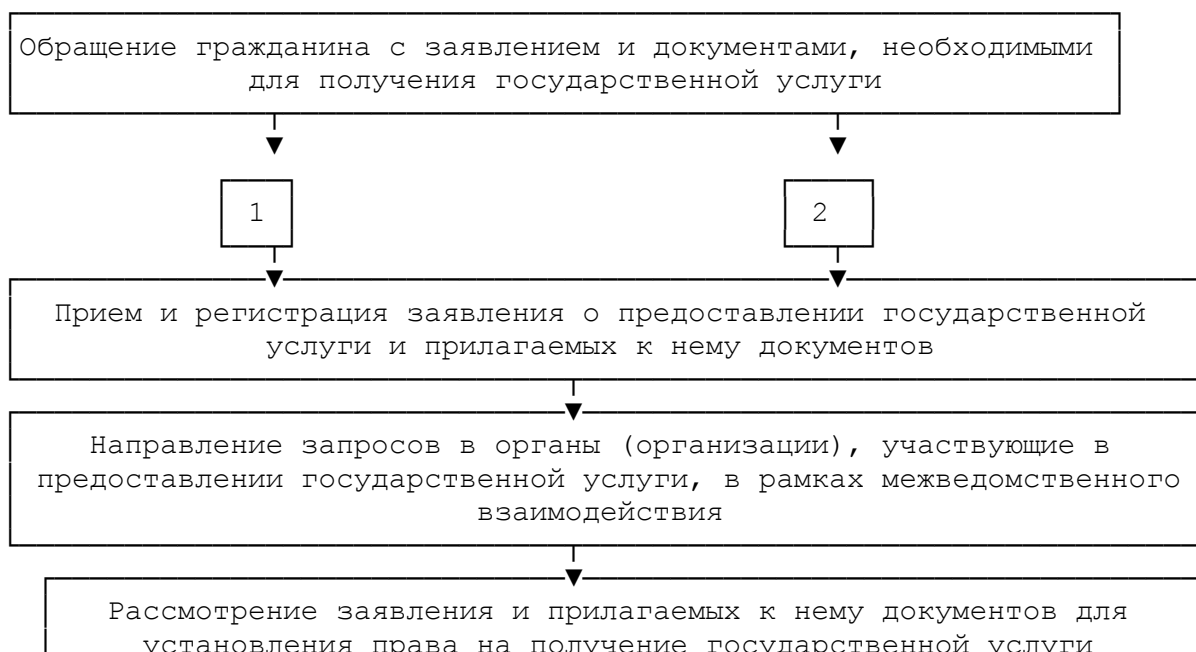 Обращение гражданина с заявлением и документами, необходимыми
для получения государственной услуги
1 2
Прием и регистрация заявления о предоставлении государственной
услуги и прилагаемых к нему документов
Направление запросов в органы (организации), участвующие в
предоставлении государственной услуги, в рамках межведомственного
взаимодействия
Рассмотрение заявления и прилагаемых к нему документов для
установления права на получение государственной услуги